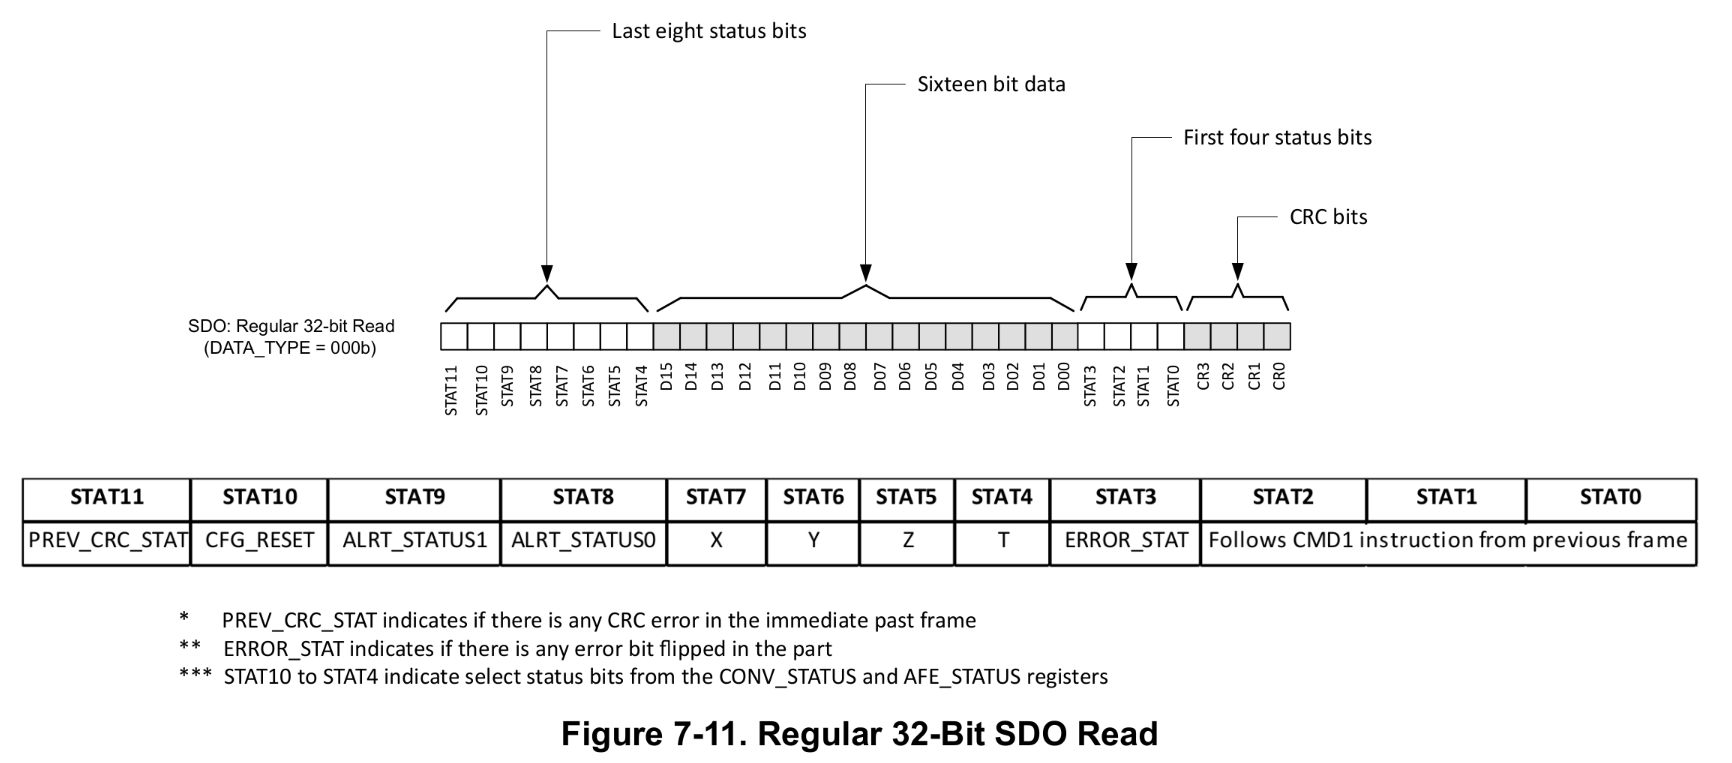 Last eight status bits
Sixteen bit data
First four status bits
CRC bits
SDO: Regular 32-bit Read
(DATA_TYPE = 000b)
STAT11 STAT10 STAT9 STAT8 STAT7 STAT6 STAT5 STAT4 D15 D14 D13 D12 D11 D10 D09 D08 D07 D06 D05 D04 D03 D02 D01 D00 STAT3 STAT2 STAT1 STAT0 CR3 CR2 CR1 CR0
STAT11 STAT10 STAT9 STAT8 STAT7 STAT6 STAT5 STAT4 STAT3 STAT2 STAT1 STAT0
PREV_CRC_STAT CFG_RESET ALRT_STATUS1 ALRT_STATUS0 X Y Z T ERROR_STAT Follows CMD1 instruction from previous frame
* PREV_CRC_STAT indicates if there is any CRC error in the immediate past frame
** ERROR_STAT indicates if there is any error bit flipped in the part
*** STAT10 to STAT4 indicate select status bits from the CONV_STATUS and AFE_STATUS registers
Figure 7-11. Regular 32-Bit SDO Read